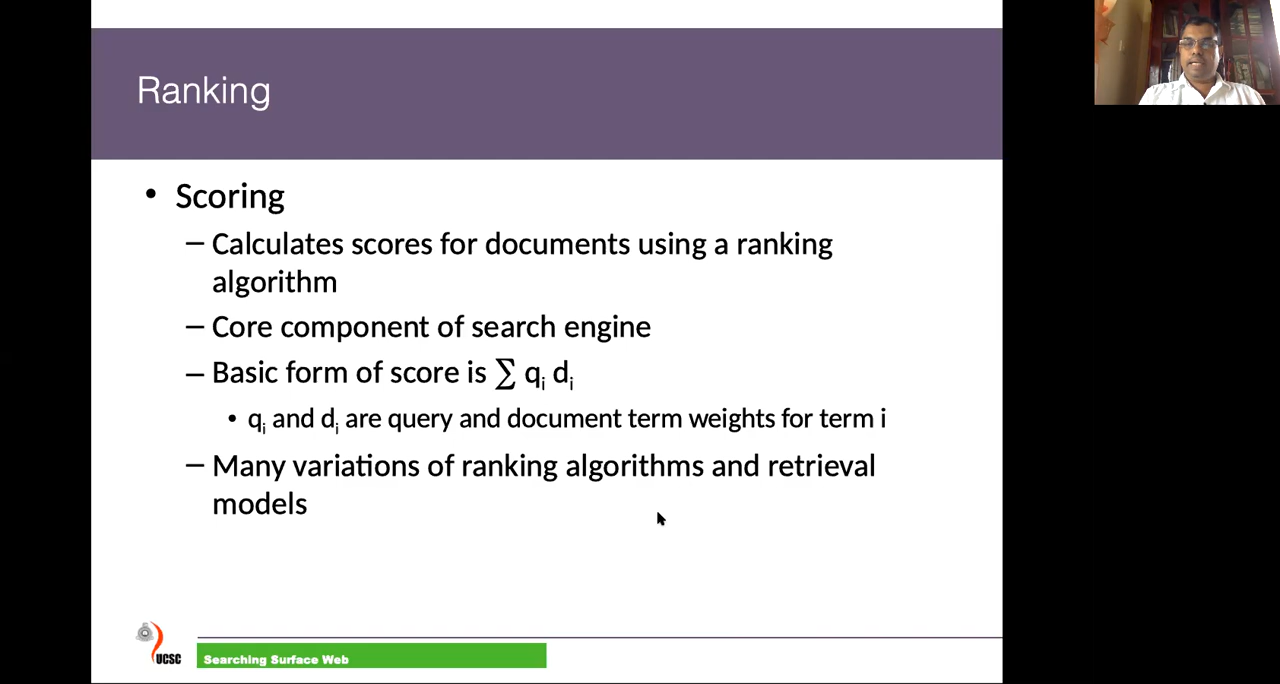 Ranking
• Scoring
– Calculates scores for documents using a ranking
algorithm
– Core component of search engine
– Basic form of score is ∑ qi di
• qi and di are query and document term weights for term i
– Many variations of ranking algorithms and retrieval
models
UCSC
Searching Surface Web